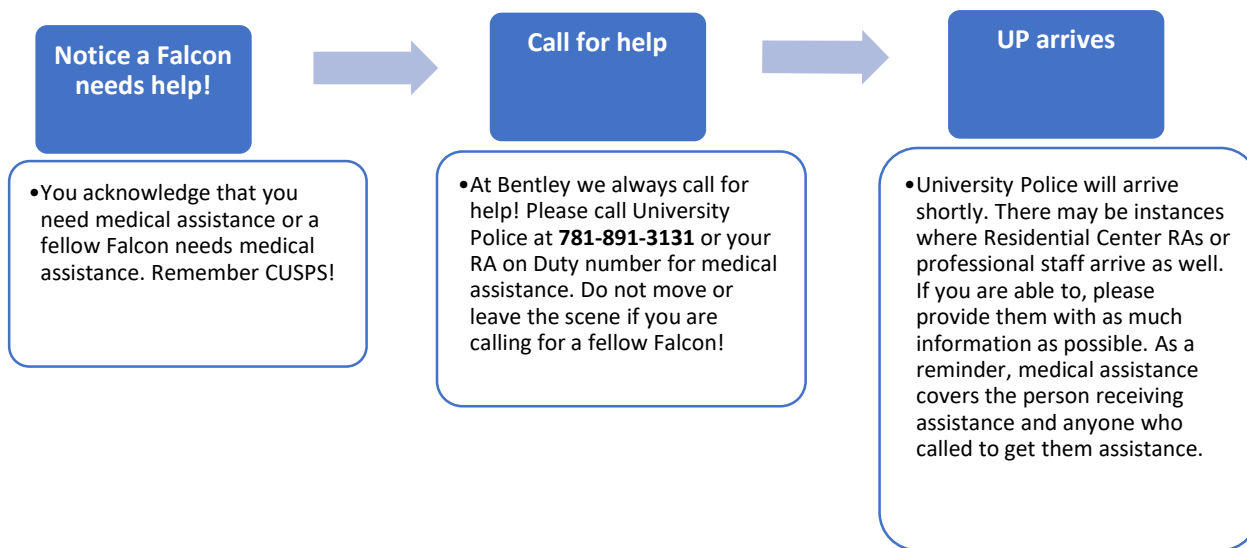 Notice a Falcon
needs help!
•You acknowledge that you
need medical assistance or a
fellow Falcon needs medical
assistance. Remember CUSPS!
Call for help
•At Bentley we always call for
help! Please call University
Police at 781-891-3131 or your
RA on Duty number for medical
assistance. Do not move or
leave the scene if you are
calling for a fellow Falcon!
UP arrives
•University Police will arrive
shortly. There may be instances
where Residential Center RAs or
professional staff arrive as well.
If you are able to, please
provide them with as much
information as possible. As a
reminder, medical assistance
covers the person receiving
assistance and anyone who
called to get them assistance.